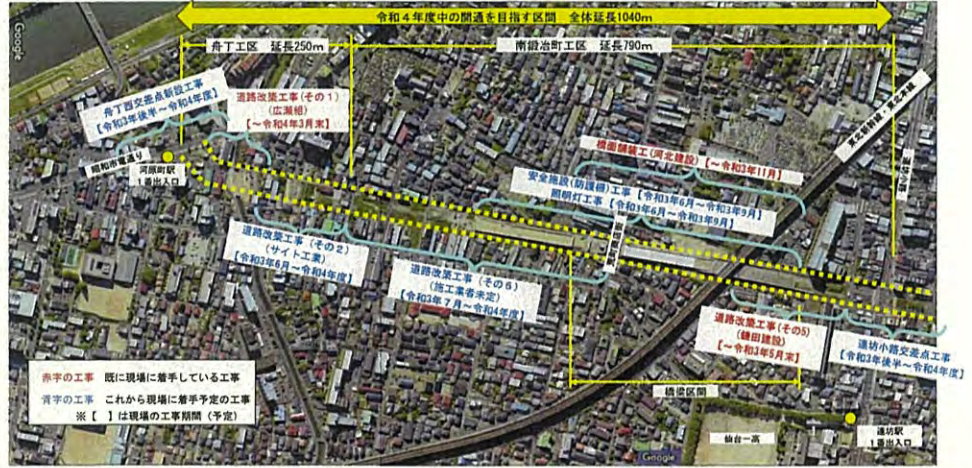 令和４年度中の開通を目指す区間　全体延長1040ｍ
舟丁工区　延長250ｍ
南鍛冶町工区　延長790ｍ
Google
舟丁西交差点新設工事
【令和3年後半～令和4年度】
道路改築工事(その１)
(広瀬組)
【～令和4年3月末】
東北新幹線・東北本線
昭和市電通り
河原町駅
１番出入口
橋面舗装工(河北建設)【～令和3年11月】
安全施設(防護柵)工事【令和3年6月～令和3年9月】
照明灯工事【令和3年6月～令和3年9月】
連坊小路
道路改築工事(その２)
(サイト工業)
【令和3年6月～令和4年度】
道路改築工事(その６)
(施工業者未定)
【令和3年７月～令和4年度】
道路改築工事(その5)
(鎌田建設)
【～令和3年5月末】
連坊小路交差点工事
【令和3年後半～令和4年度】
橋梁区間
赤字の工事　既に現場に着手している工事
青字の工事　これから現場に着手予定の工事
※【　】は現場の工事期間（予定）
仙台一高
連坊駅
１番出入口
Google